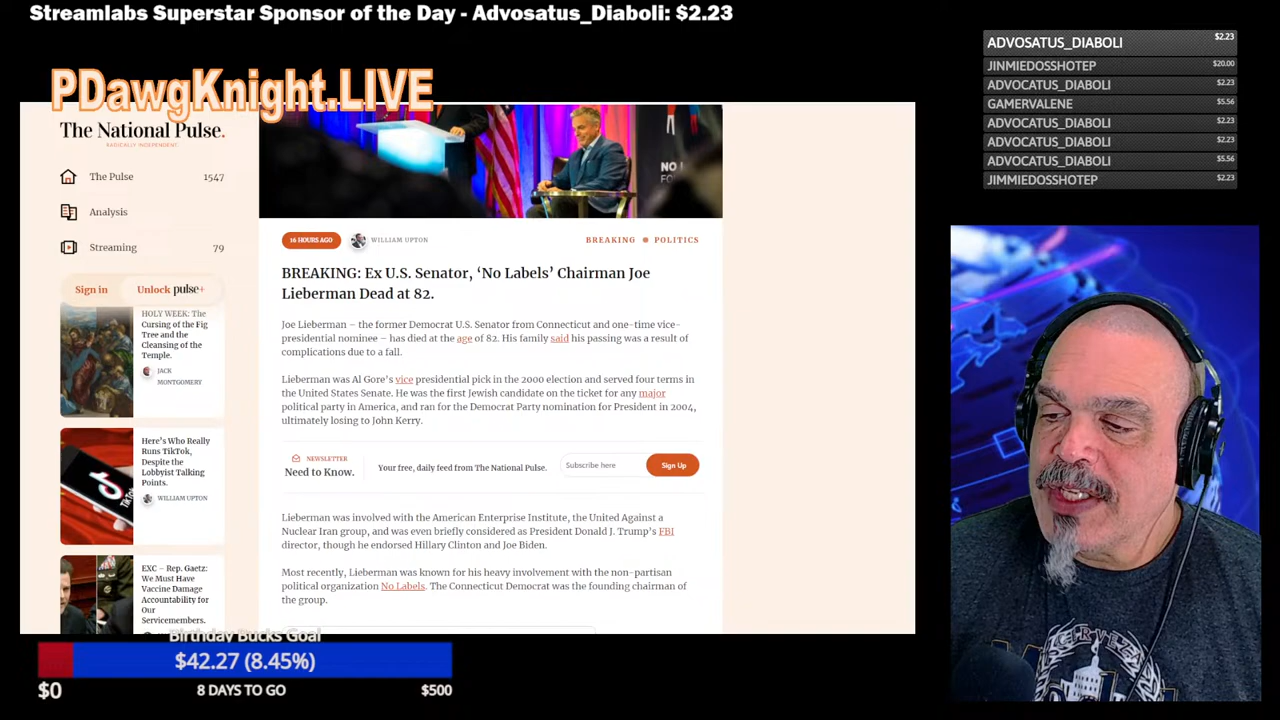 Streamlabs Superstar Sponsor of the Day - Advosatus_Diaboli: $2.23
PDawgKnight.LIVE
The National Pulse.
RADICALLY INDEPENDENT.
The Pulse 1547
Analysis
Streaming 79
Sign in Unlock pulse+
HOLY WEEK: The
Cursing of the Fig
Tree and the
Cleansing of the
Temple.
JACK
MONTGOMERY
Here's Who Really
Runs TikTok,
Despite the
Lobbyist Talking
Points.
WILLIAM UPTON
EXC – Rep. Gaetz:
We Must Have
Vaccine Damage
Accountability for
Our
Servicemembers.
16 HOURS AGO WILLIAM UPTON BREAKING POLITICS
BREAKING: Ex U.S. Senator, ‘No Labels’ Chairman Joe
Lieberman Dead at 82.
Joe Lieberman – the former Democrat U.S. Senator from Connecticut and one-time vice-
presidential nominee – has died at the age of 82. His family said his passing was a result of
complications due to a fall.
Lieberman was Al Gore's vice presidential pick in the 2000 election and served four terms in
the United States Senate. He was the first Jewish candidate on the ticket for any major
political party in America, and ran for the Democrat Party nomination for President in 2004,
ultimately losing to John Kerry.
NEWSLETTER
Need to Know. Your free, daily feed from The National Pulse. Subscribe here Sign Up
Lieberman was involved with the American Enterprise Institute, the United Against a
Nuclear Iran group, and was even briefly considered as President Donald J. Trump's FBI
director, though he endorsed Hillary Clinton and Joe Biden.
Most recently, Lieberman was known for his heavy involvement with the non-partisan
political organization No Labels. The Connecticut Democrat was the founding chairman of
the group.
Birthday Bucks Goal
$42.27 (8.45%)
$0 8 DAYS TO GO $500
ADVOSATUS_DIABOLI $2.23
JINMIEDOSSHOTEP $20.00
ADVOCATUS_DIABOLI $2.23
GAMERVALENE $5.56
ADVOCATUS_DIABOLI $2.23
ADVOCATUS_DIABOLI $2.23
ADVOCATUS_DIABOLI $5.56
JIMMIEDOSSHOTEP $2.23